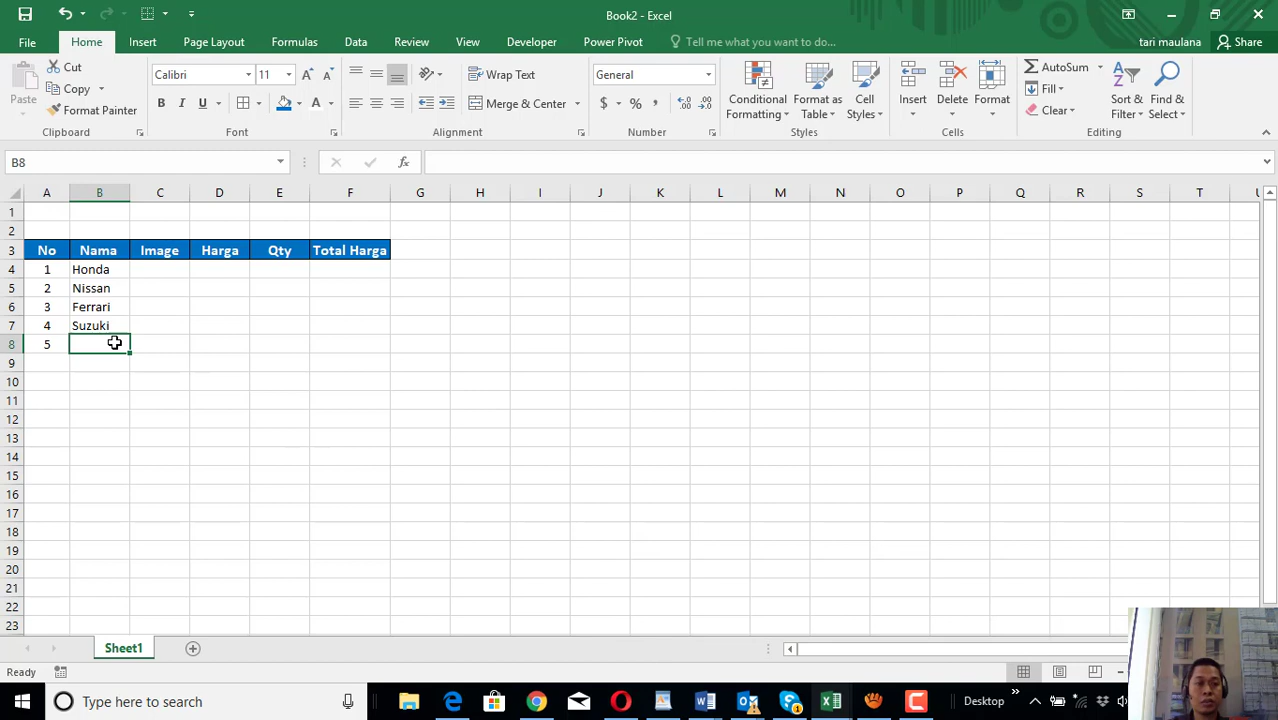 Book2 - Excel
tari maulana
Share
File
Home
Insert
Page Layout
Formulas
Data
Review
View
Developer
Power Pivot
Tell me what you want to do...
Paste
Cut
Copy
Format Painter
Clipboard
Calibri
11
B I U
Font
Wrap Text
Merge & Center
Alignment
General
$ % ,
Number
Conditional Formatting
Format as Table
Cell Styles
Styles
Insert
Delete
Format
Cells
AutoSum
Fill
Clear
Sort & Filter
Find & Select
Editing
B8
fx
A B C D E F G H I J K L M N O P Q R S T U
1
2
3 No Nama Image Harga Qty Total Harga
4 1 Honda
5 2 Nissan
6 3 Ferrari
7 4 Suzuki
8 5
9
10
11
12
13
14
15
16
17
18
19
20
21
22
23
Sheet1
Ready
Type here to search
Desktop